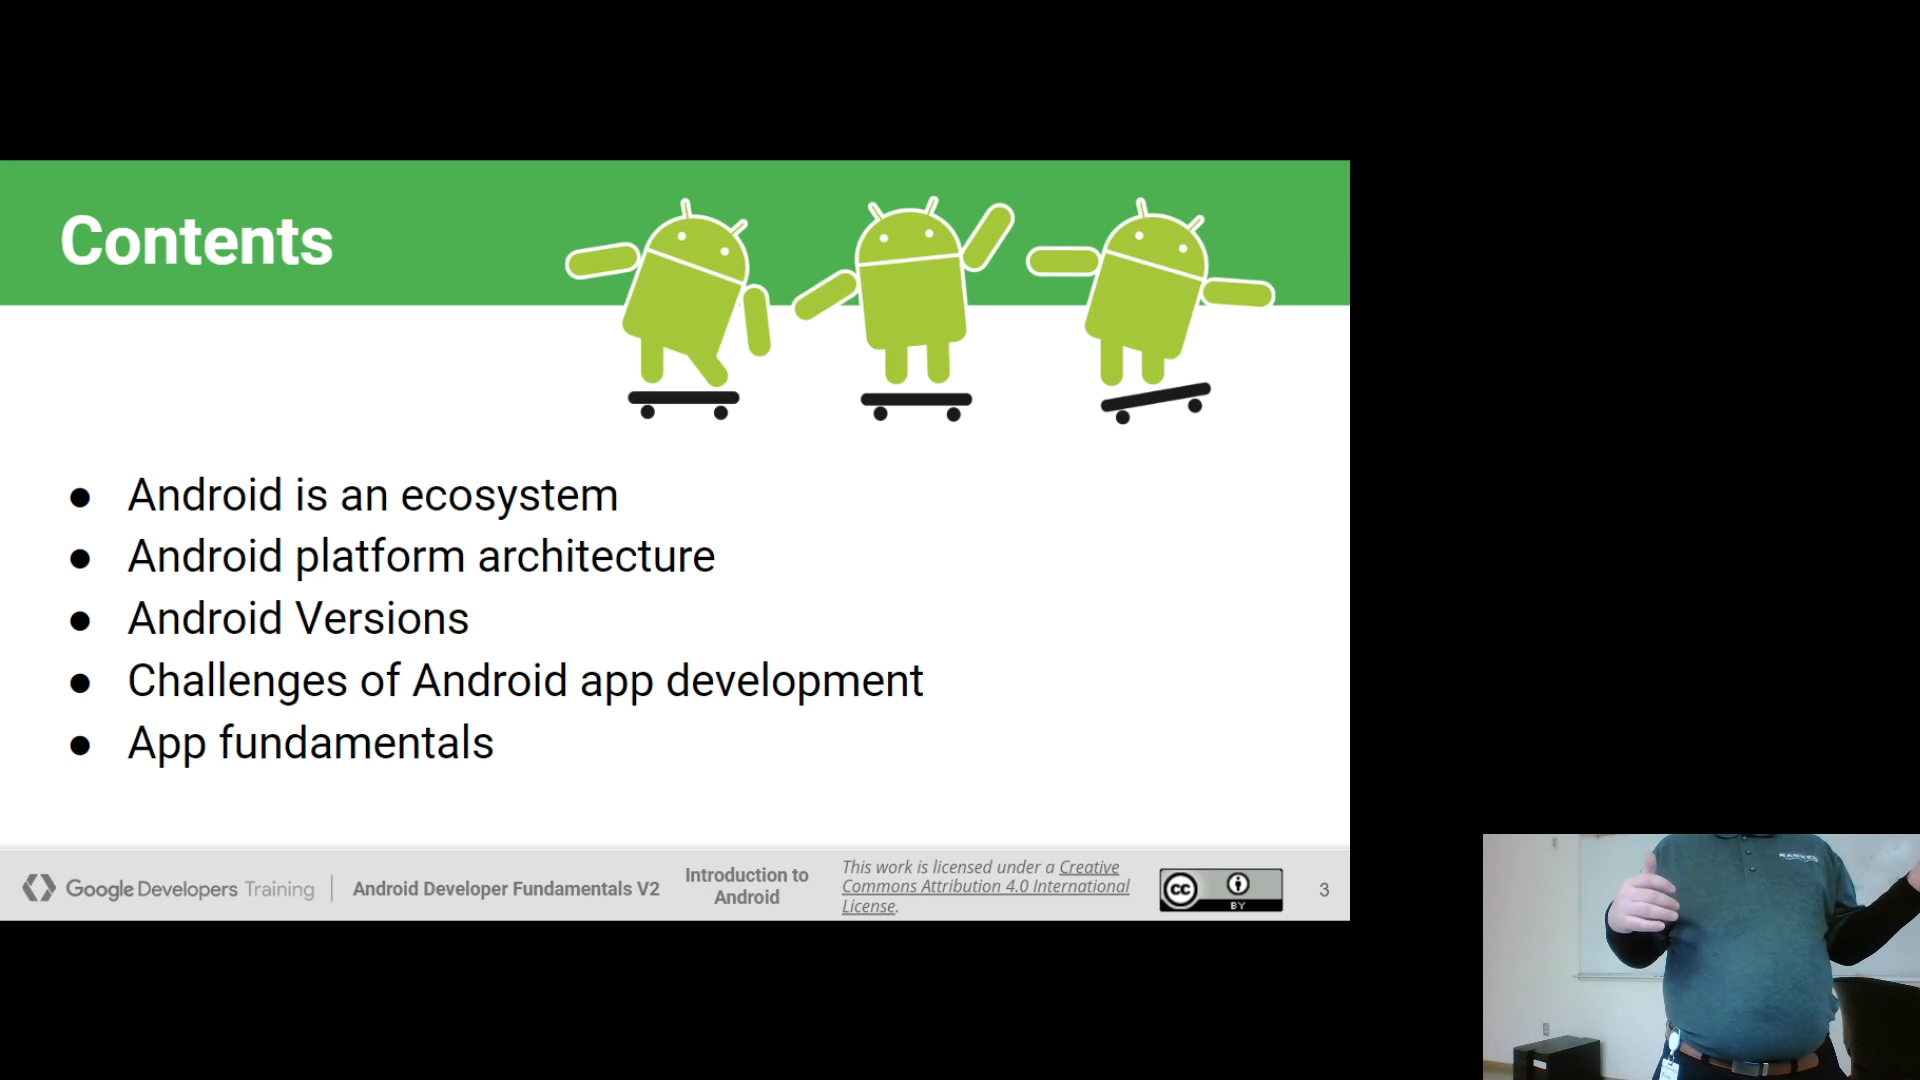 Contents
● Android is an ecosystem
● Android platform architecture
● Android Versions
● Challenges of Android app development
● App fundamentals
Google Developers Training
Android Developer Fundamentals V2
Introduction to
Android
This work is licensed under a Creative
Commons Attribution 4.0 International
License.
cc
BY
3